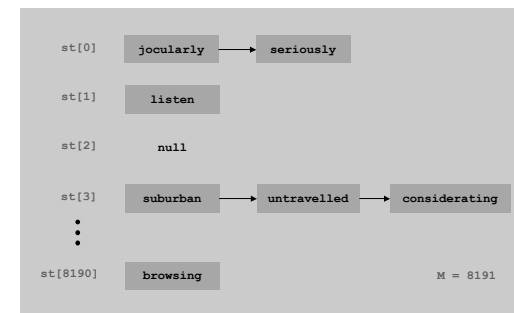 st[0] jocularly seriously
st[1] listen
st[2] null
st[3] suburban untravelled considerating
st[8190] browsing M = 8191